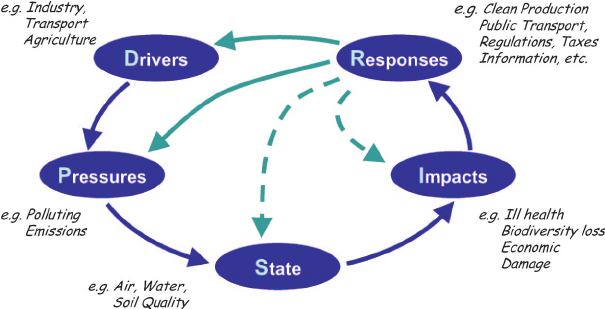 e.g. Industry,
Transport
Agriculture
e.g. Clean Production
Public Transport,
Regulations, Taxes
Information, etc.
Drivers
Responses
Pressures
Impacts
e.g. Polluting
Emissions
e.g. Ill health
Biodiversity loss
Economic
Damage
State
e.g. Air, Water,
Soil Quality